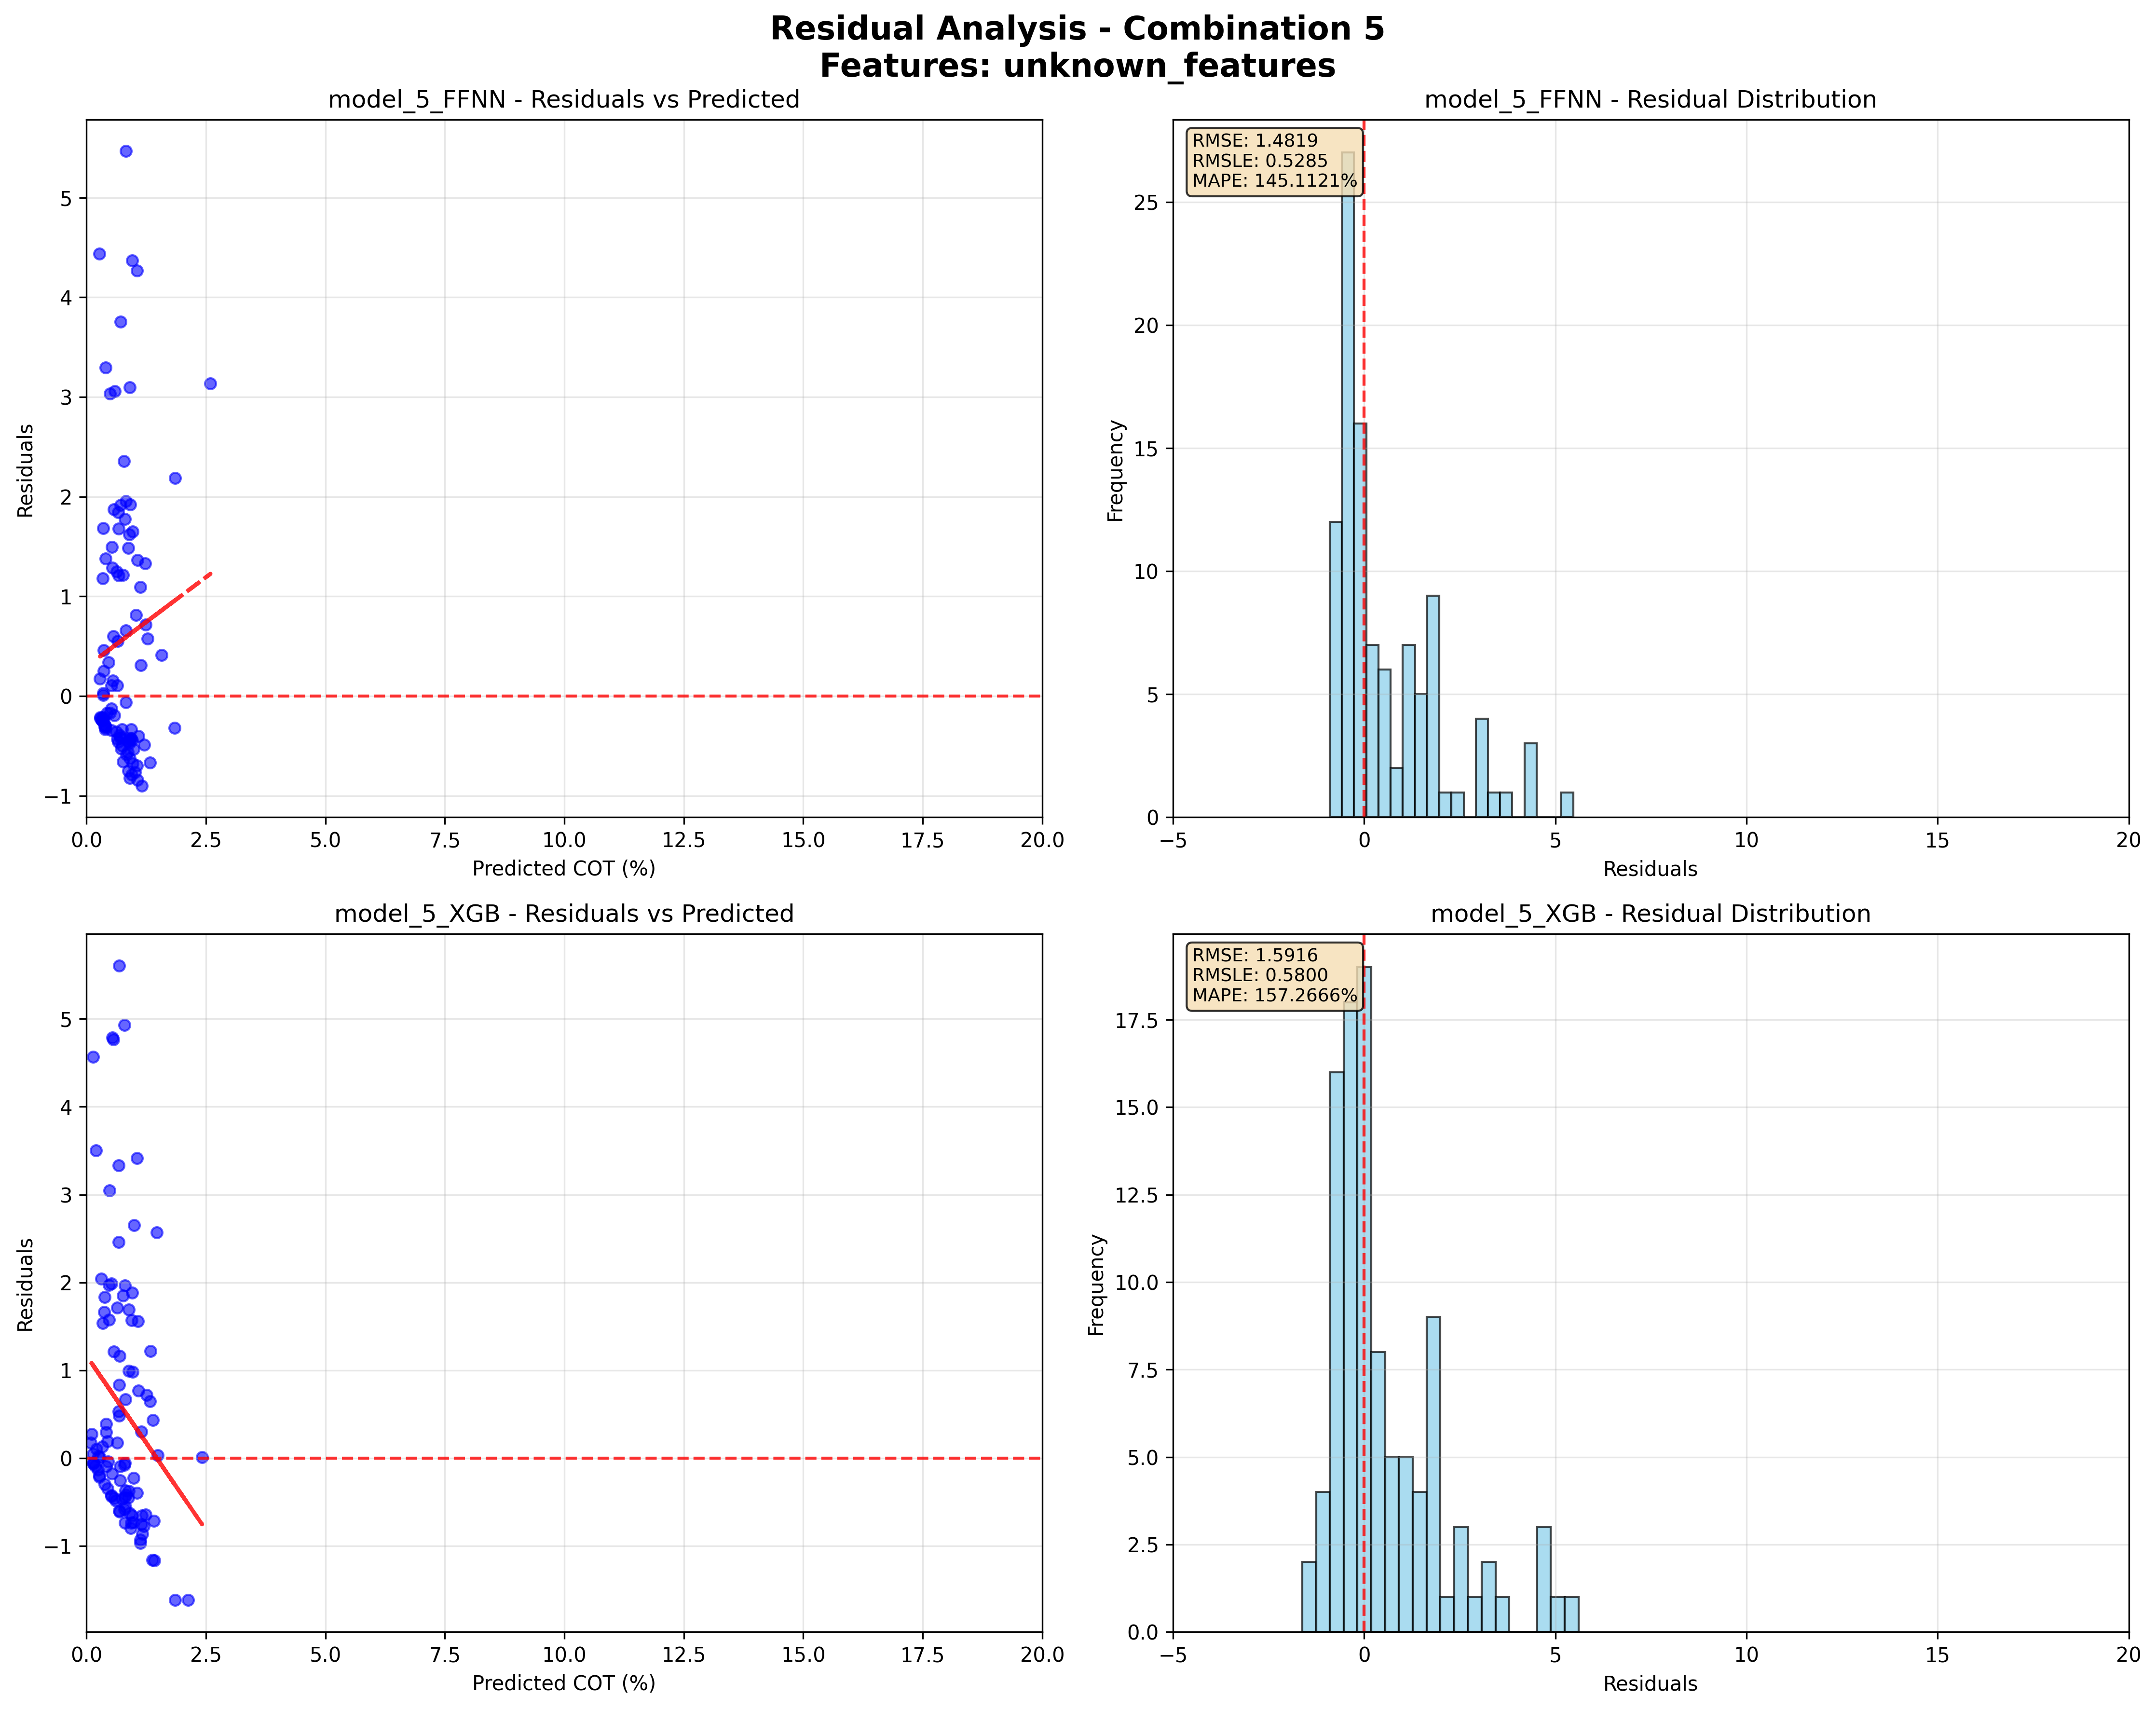 Residual Analysis - Combination 5
Features: unknown_features
model_5_FFNN - Residuals vs Predicted
Residuals
5
4
3
2
1
0
−1
0.0 2.5 5.0 7.5 10.0 12.5 15.0 17.5 20.0
Predicted COT (%)
model_5_FFNN - Residual Distribution
RMSE: 1.4819
RMSLE: 0.5285
MAPE: 145.1121%
Frequency
25
20
15
10
5
0
−5 0 5 10 15 20
Residuals
model_5_XGB - Residuals vs Predicted
Residuals
5
4
3
2
1
0
−1
0.0 2.5 5.0 7.5 10.0 12.5 15.0 17.5 20.0
Predicted COT (%)
model_5_XGB - Residual Distribution
RMSE: 1.5916
RMSLE: 0.5800
MAPE: 157.2666%
Frequency
17.5
15.0
12.5
10.0
7.5
5.0
2.5
0.0
−5 0 5 10 15 20
Residuals